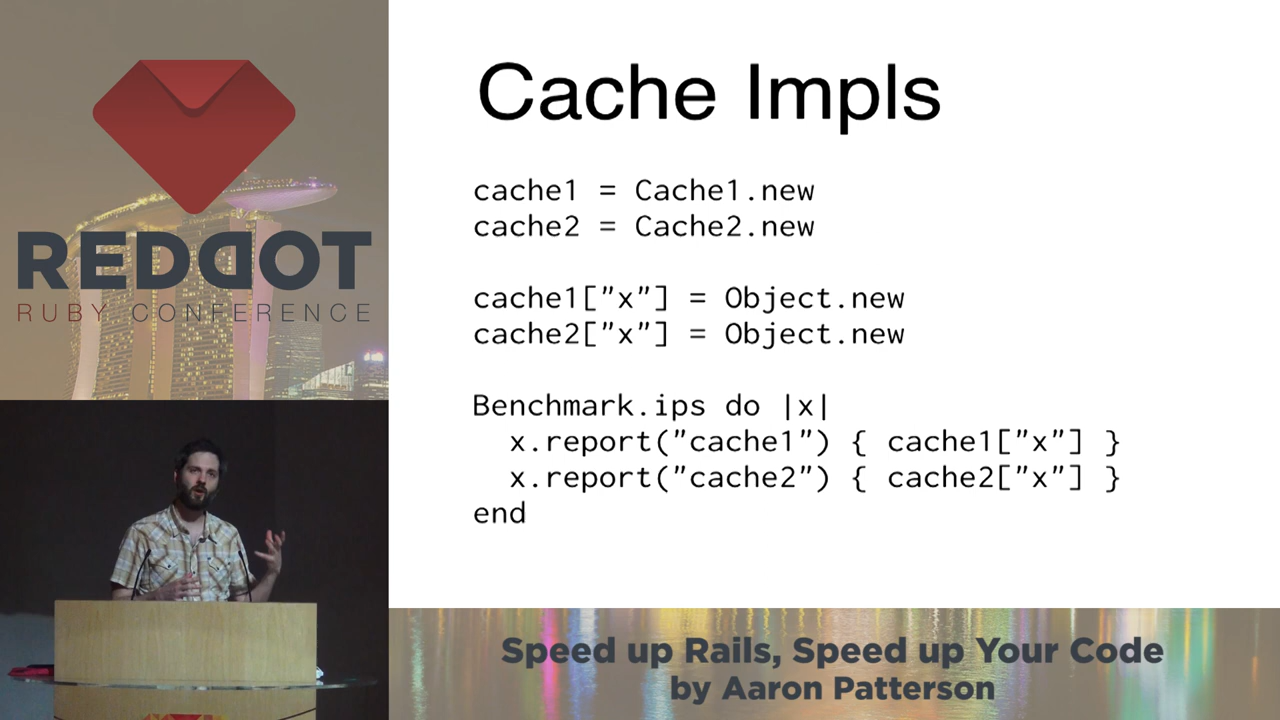 REDDOT
RUBY CONFERENCE
Cache Impls
cache1 = Cache1.new
cache2 = Cache2.new
cache1["x"] = Object.new
cache2["x"] = Object.new
Benchmark.ips do |x|
  x.report("cache1") { cache1["x"] }
  x.report("cache2") { cache2["x"] }
end
Speed up Rails, Speed up Your Code
by Aaron Patterson